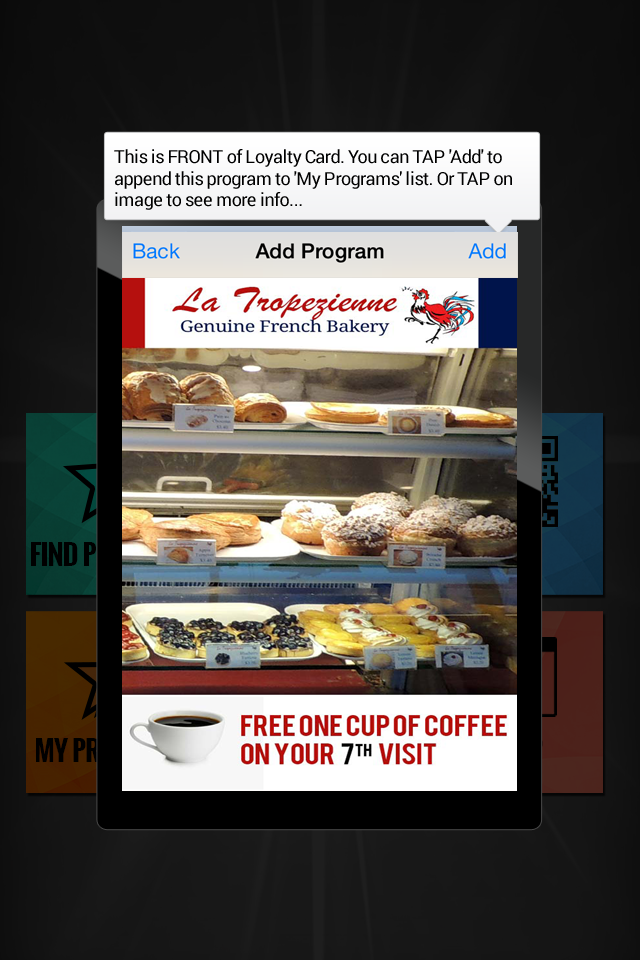 This is FRONT of Loyalty Card. You can TAP 'Add' to
append this program to 'My Programs' list. Or TAP on
image to see more info...
Back Add Program Add
La Tropezienne
Genuine French Bakery
FIND P
MY PR
FREE ONE CUP OF COFFEE
ON YOUR 7TH VISIT